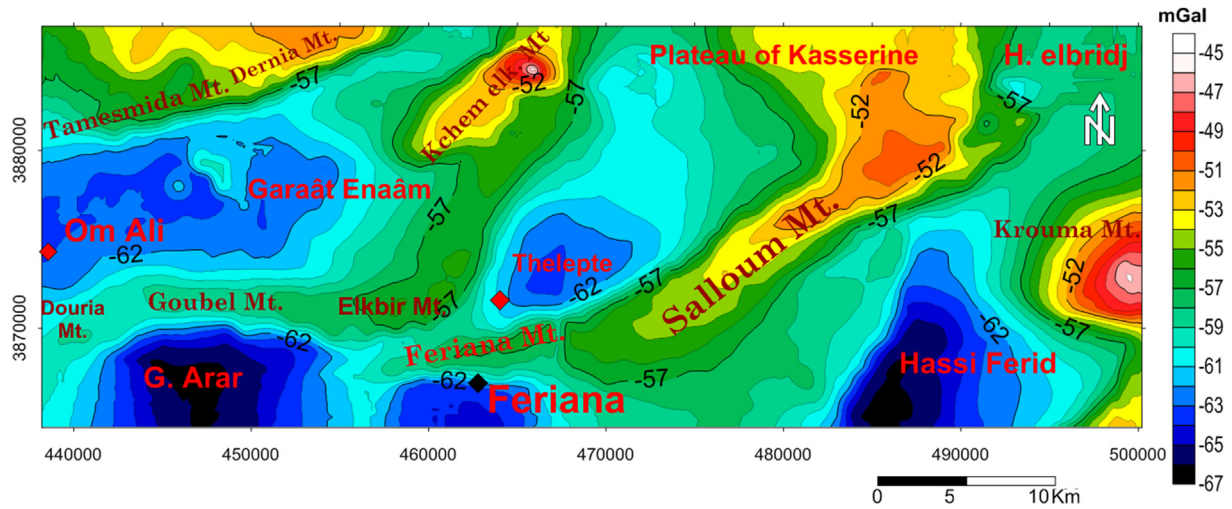 mGal
Plateau of Kasserine
H. elbridj
Tamesmida Mt. Dernia Mt.
Kchem elk. Mt
-57
-52
-57
-52
-57
N
3880000
Garaât Enaâm
Om Ali
-62
-57
-52
-57
Krouma Mt.
-52
Thelepte
-62
-57
Salloum Mt.
Douria
Mt.
Goubel Mt.
Elkbir Mt.
-57
3870000
Feriana Mt.
-62
-57
-62
G. Arar
-62
Feriana
-57
Hassi Ferid
440000
450000
460000
470000
480000
490000
500000
0
5
10Km
-45
-47
-49
-51
-53
-55
-57
-59
-61
-63
-65
-67